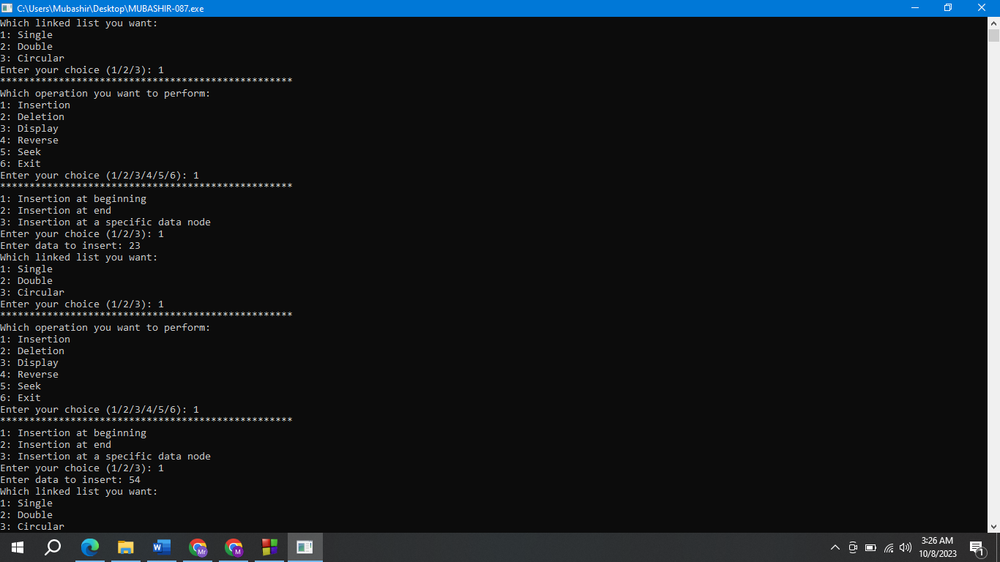 C:\Users\Mubashir\Desktop\MUBASHIR-087.exe
Which linked list you want:
1: Single
2: Double
3: Circular
Enter your choice (1/2/3): 1
**************************************************
Which operation you want to perform:
1: Insertion
2: Deletion
3: Display
4: Reverse
5: Seek
6: Exit
Enter your choice (1/2/3/4/5/6): 1
**************************************************
1: Insertion at beginning
2: Insertion at end
3: Insertion at a specific data node
Enter your choice (1/2/3): 1
Enter data to insert: 23
Which linked list you want:
1: Single
2: Double
3: Circular
Enter your choice (1/2/3): 1
**************************************************
Which operation you want to perform:
1: Insertion
2: Deletion
3: Display
4: Reverse
5: Seek
6: Exit
Enter your choice (1/2/3/4/5/6): 1
**************************************************
1: Insertion at beginning
2: Insertion at end
3: Insertion at a specific data node
Enter your choice (1/2/3): 1
Enter data to insert: 54
Which linked list you want:
1: Single
2: Double
3: Circular
W
Mr
M
3:26 AM
10/8/2023
1